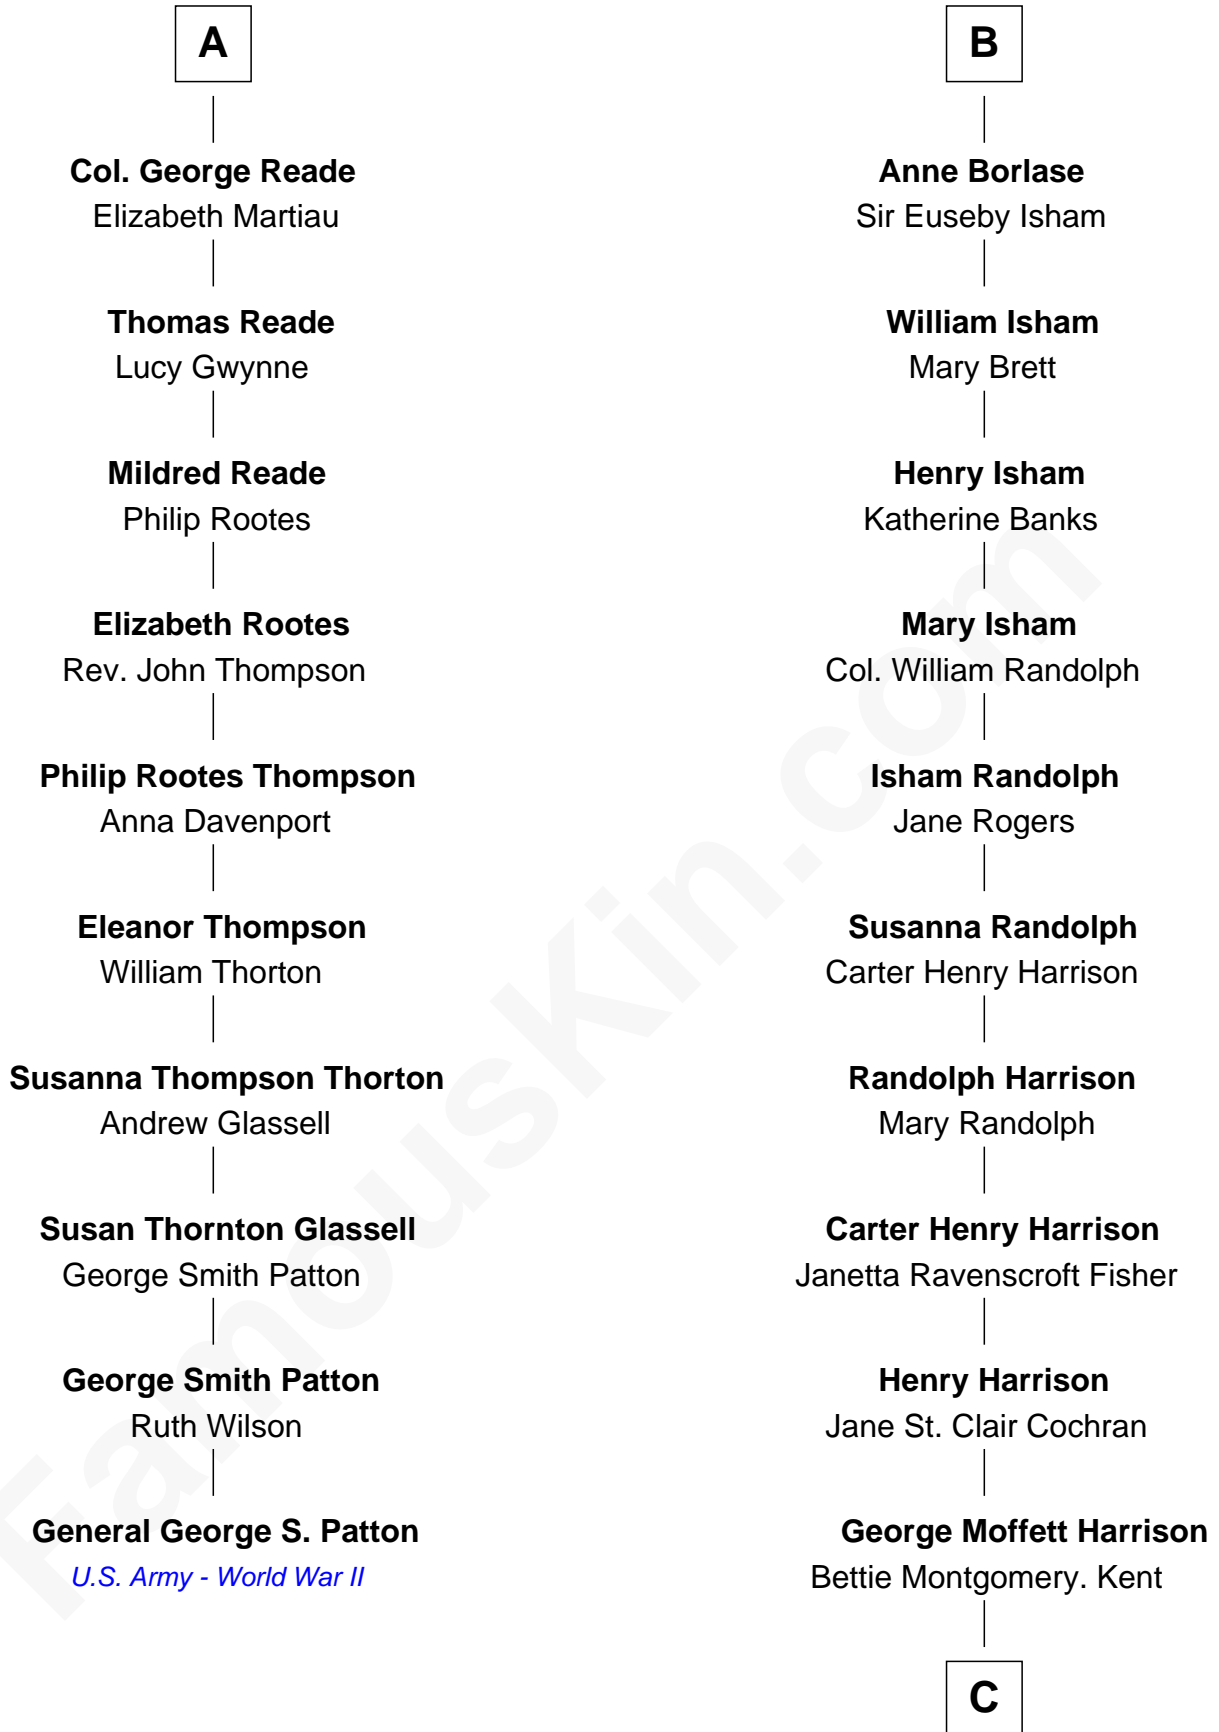 A
Col. George Reade
Elizabeth Martiau
Thomas Reade
Lucy Gwynne
Mildred Reade
Philip Rootes
Elizabeth Rootes
Rev. John Thompson
Philip Rootes Thompson
Anna Davenport
Eleanor Thompson
William Thorton
Susanna Thompson Thorton
Andrew Glassell
Susan Thornton Glassell
George Smith Patton
George Smith Patton
Ruth Wilson
General George S. Patton
U.S. Army - World War II
B
Anne Borlase
Sir Euseby Isham
William Isham
Mary Brett
Henry Isham
Katherine Banks
Mary Isham
Col. William Randolph
Isham Randolph
Jane Rogers
Susanna Randolph
Carter Henry Harrison
Randolph Harrison
Mary Randolph
Carter Henry Harrison
Janetta Ravenscroft Fisher
Henry Harrison
Jane St. Clair Cochran
George Moffett Harrison
Bettie Montgomery. Kent
C
FamousKin.com